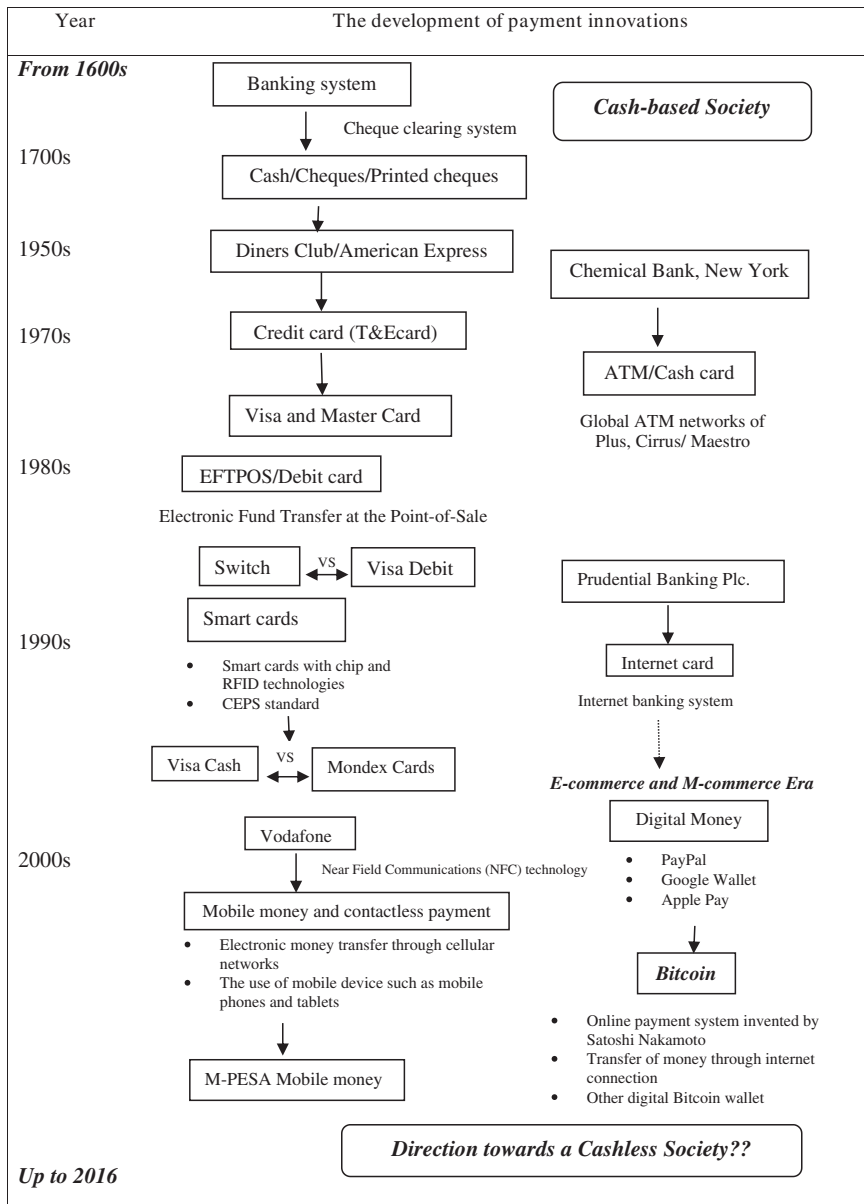 Year The development of payment innovations
From 1600s
Banking system
Cash-based Society
Cheque clearing system
1700s
Cash/Cheques/Printed cheques
1950s
Diners Club/American Express
Chemical Bank, New York
1970s
Credit card (T&Ecard)
ATM/Cash card
Visa and Master Card
Global ATM networks of
Plus, Cirrus/ Maestro
1980s
EFTPOS/Debit card
Electronic Fund Transfer at the Point-of-Sale
Switch VS Visa Debit
Prudential Banking Plc.
Smart cards
1990s
Internet card
• Smart cards with chip and
RFID technologies
• CEPS standard
Internet banking system
Visa Cash VS Mondex Cards
E-commerce and M-commerce Era
Digital Money
Vodafone
2000s
Near Field Communications (NFC) technology
• PayPal
• Google Wallet
• Apple Pay
Mobile money and contactless payment
• Electronic money transfer through cellular
networks
• The use of mobile device such as mobile
phones and tablets
Bitcoin
• Online payment system invented by
Satoshi Nakamoto
• Transfer of money through internet
connection
• Other digital Bitcoin wallet
M-PESA Mobile money
Direction towards a Cashless Society??
Up to 2016